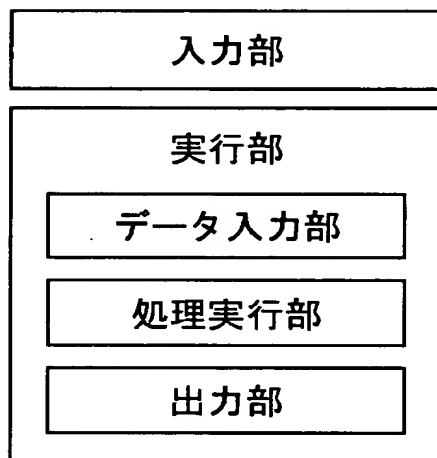 入力部
実行部
データ入力部
処理実行部
出力部